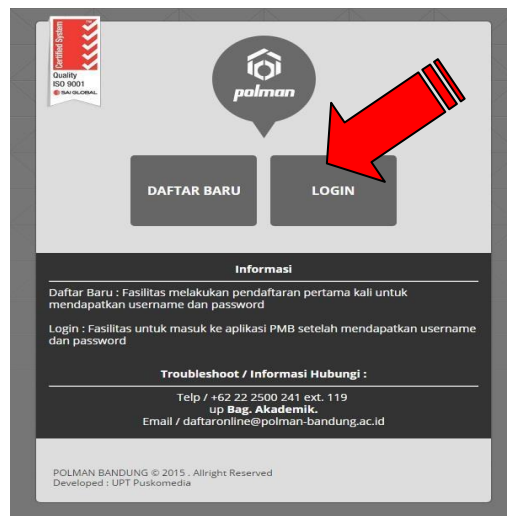 Certified System
Quality
ISO 9001
SAI GLOBAL
polman
DAFTAR BARU
LOGIN
Informasi
Daftar Baru : Fasilitas melakukan pendaftaran pertama kali untuk
mendapatkan username dan password
Login : Fasilitas untuk masuk ke aplikasi PMB setelah mendapatkan username
dan password
Troubleshoot / Informasi Hubungi :
Telp / +62 22 2500 241 ext. 119
up Bag. Akademik.
Email / daftaronline@polman-bandung.ac.id
POLMAN BANDUNG © 2015 . Allright Reserved
Developed : UPT Puskomedia